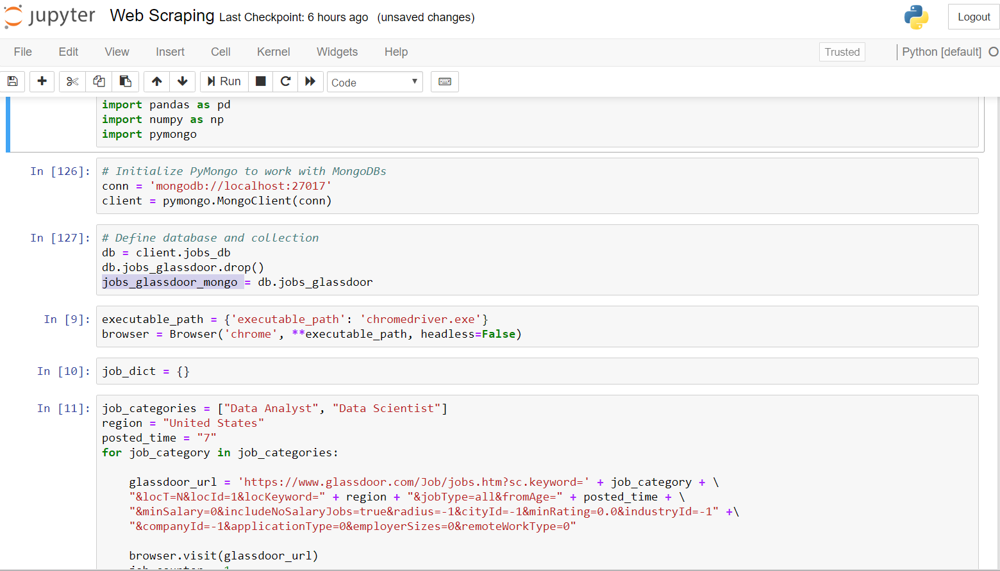 jupyter Web Scraping Last Checkpoint: 6 hours ago (unsaved changes) Logout
File Edit View Insert Cell Kernel Widgets Help Trusted Python [default]
Run Code
import pandas as pd
import numpy as np
import pymongo
In [126]: # Initialize PyMongo to work with MongoDBs
conn = 'mongodb://localhost:27017'
client = pymongo.MongoClient(conn)
In [127]: # Define database and collection
db = client.jobs_db
db.jobs_glassdoor.drop()
jobs_glassdoor_mongo = db.jobs_glassdoor
In [9]: executable_path = {'executable_path': 'chromedriver.exe'}
browser = Browser('chrome', **executable_path, headless=False)
In [10]: job_dict = {}
In [11]: job_categories = ["Data Analyst", "Data Scientist"]
region = "United States"
posted_time = "7"
for job_category in job_categories:
glassdoor_url = 'https://www.glassdoor.com/Job/jobs.htm?sc.keyword=' + job_category + \
"&locT=N&locId=1&locKeyword=" + region + "&jobType=all&fromAge=" + posted_time + \
"&minSalary=0&includeNoSalaryJobs=true&radius=-1&cityId=-1&minRating=0.0&industryId=-1" +\
"&companyId=-1&applicationType=0&employerSizes=0&remoteWorkType=0"
browser.visit(glassdoor_url)